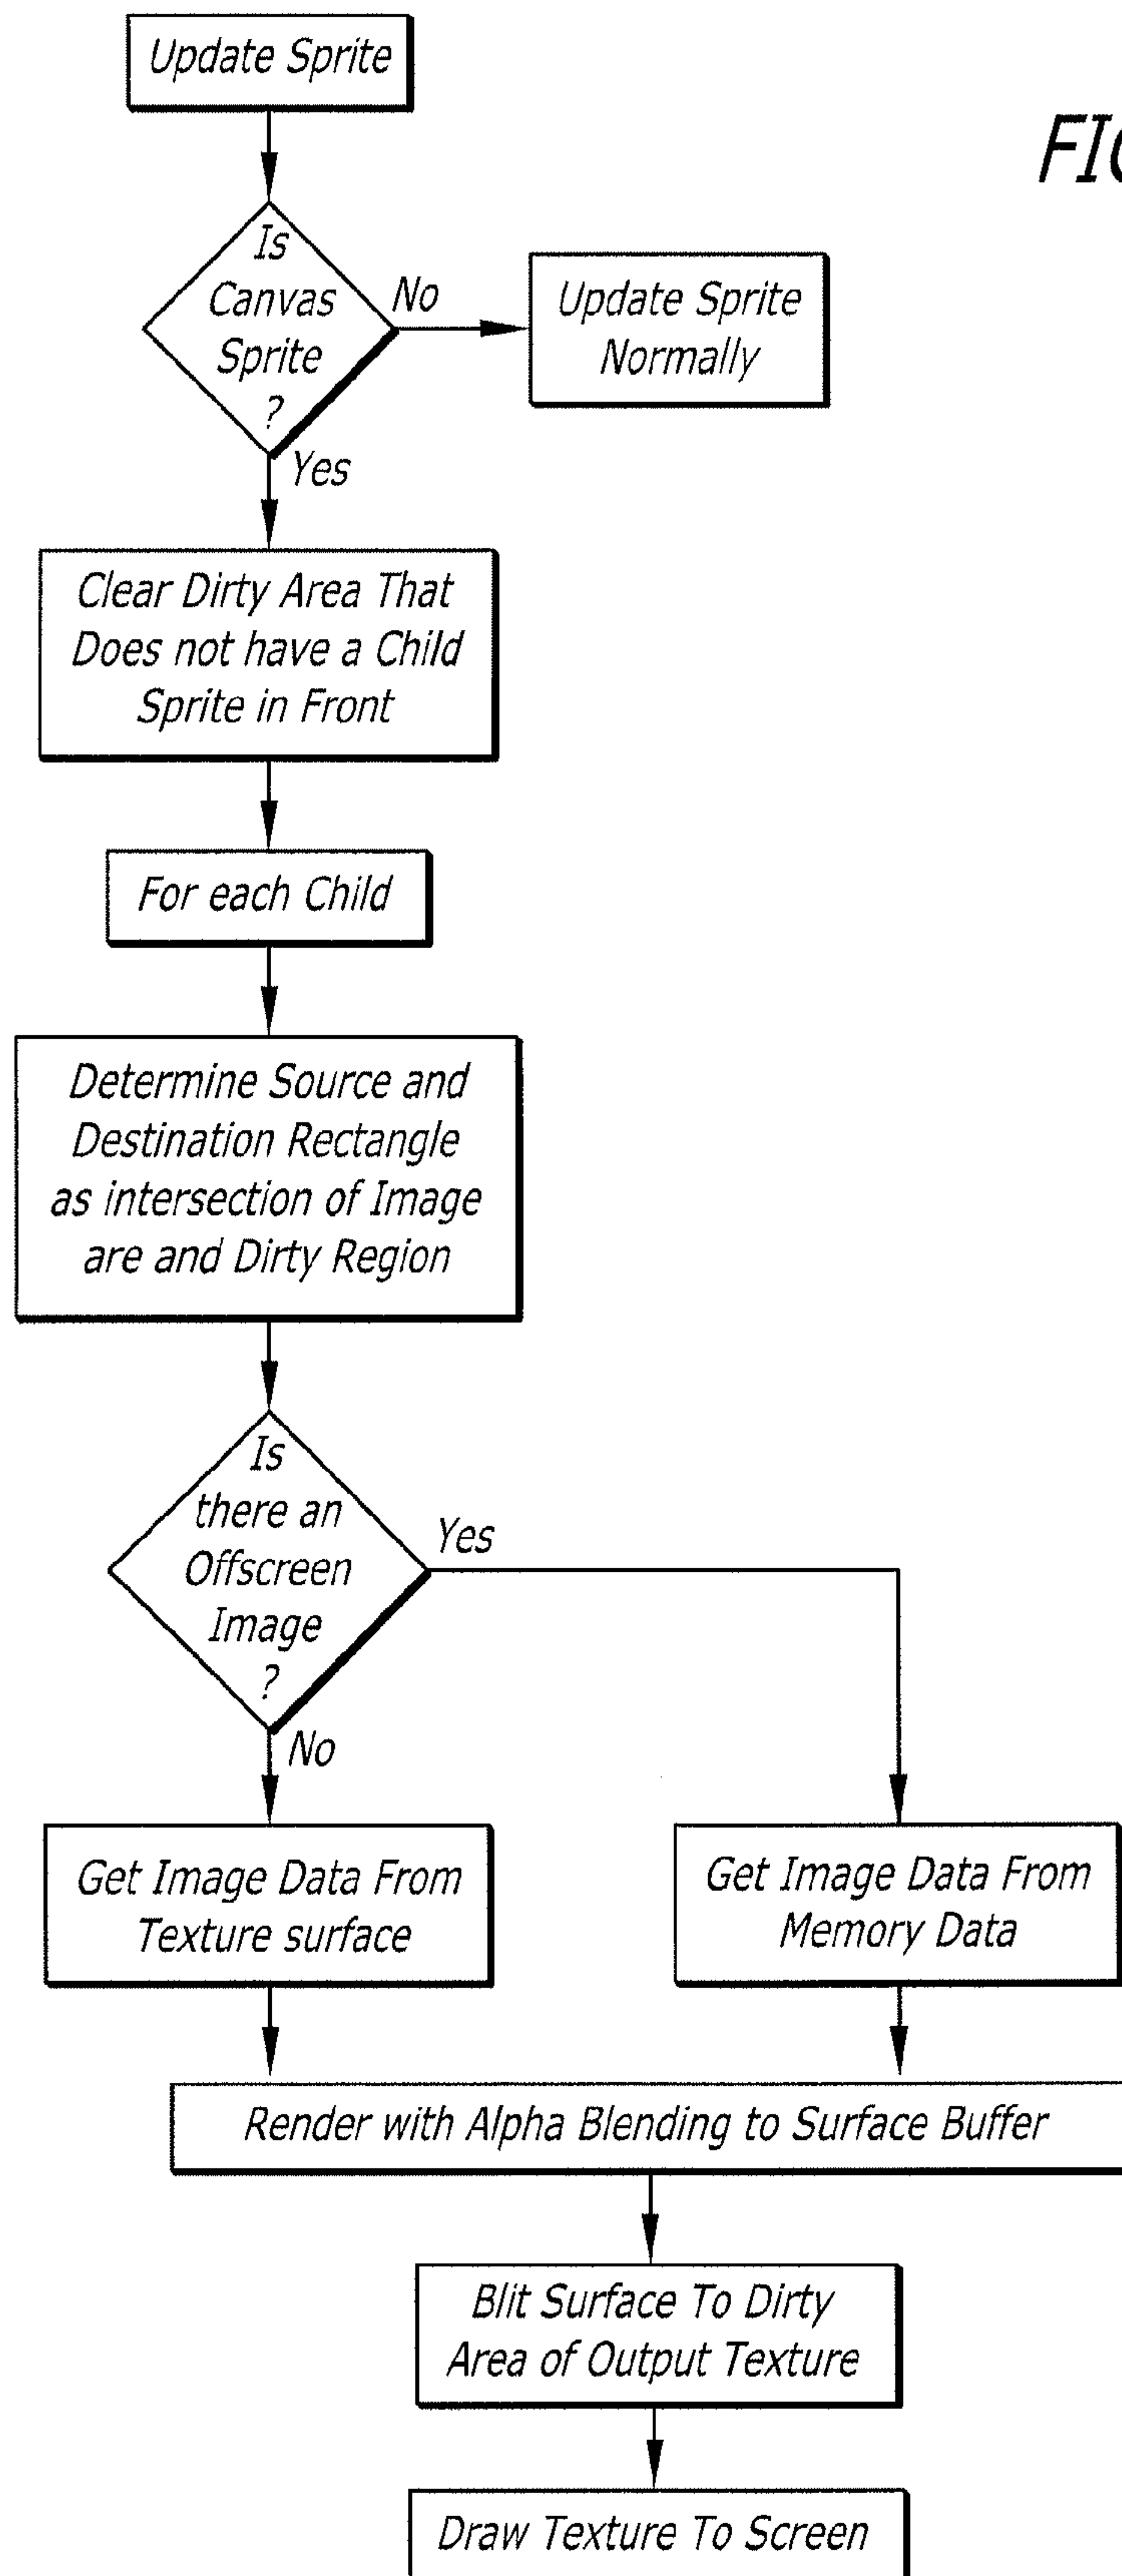 Update Sprite
FIG
Is
Canvas
Sprite
?
No
Update Sprite
Normally
Yes
Clear Dirty Area That
Does not have a Child
Sprite in Front
For each Child
Determine Source and
Destination Rectangle
as intersection of Image
are and Dirty Region
Is
there an
Offscreen
Image
?
Yes
No
Get Image Data From
Texture surface
Get Image Data From
Memory Data
Render with Alpha Blending to Surface Buffer
Blit Surface To Dirty
Area of Output Texture
Draw Texture To Screen